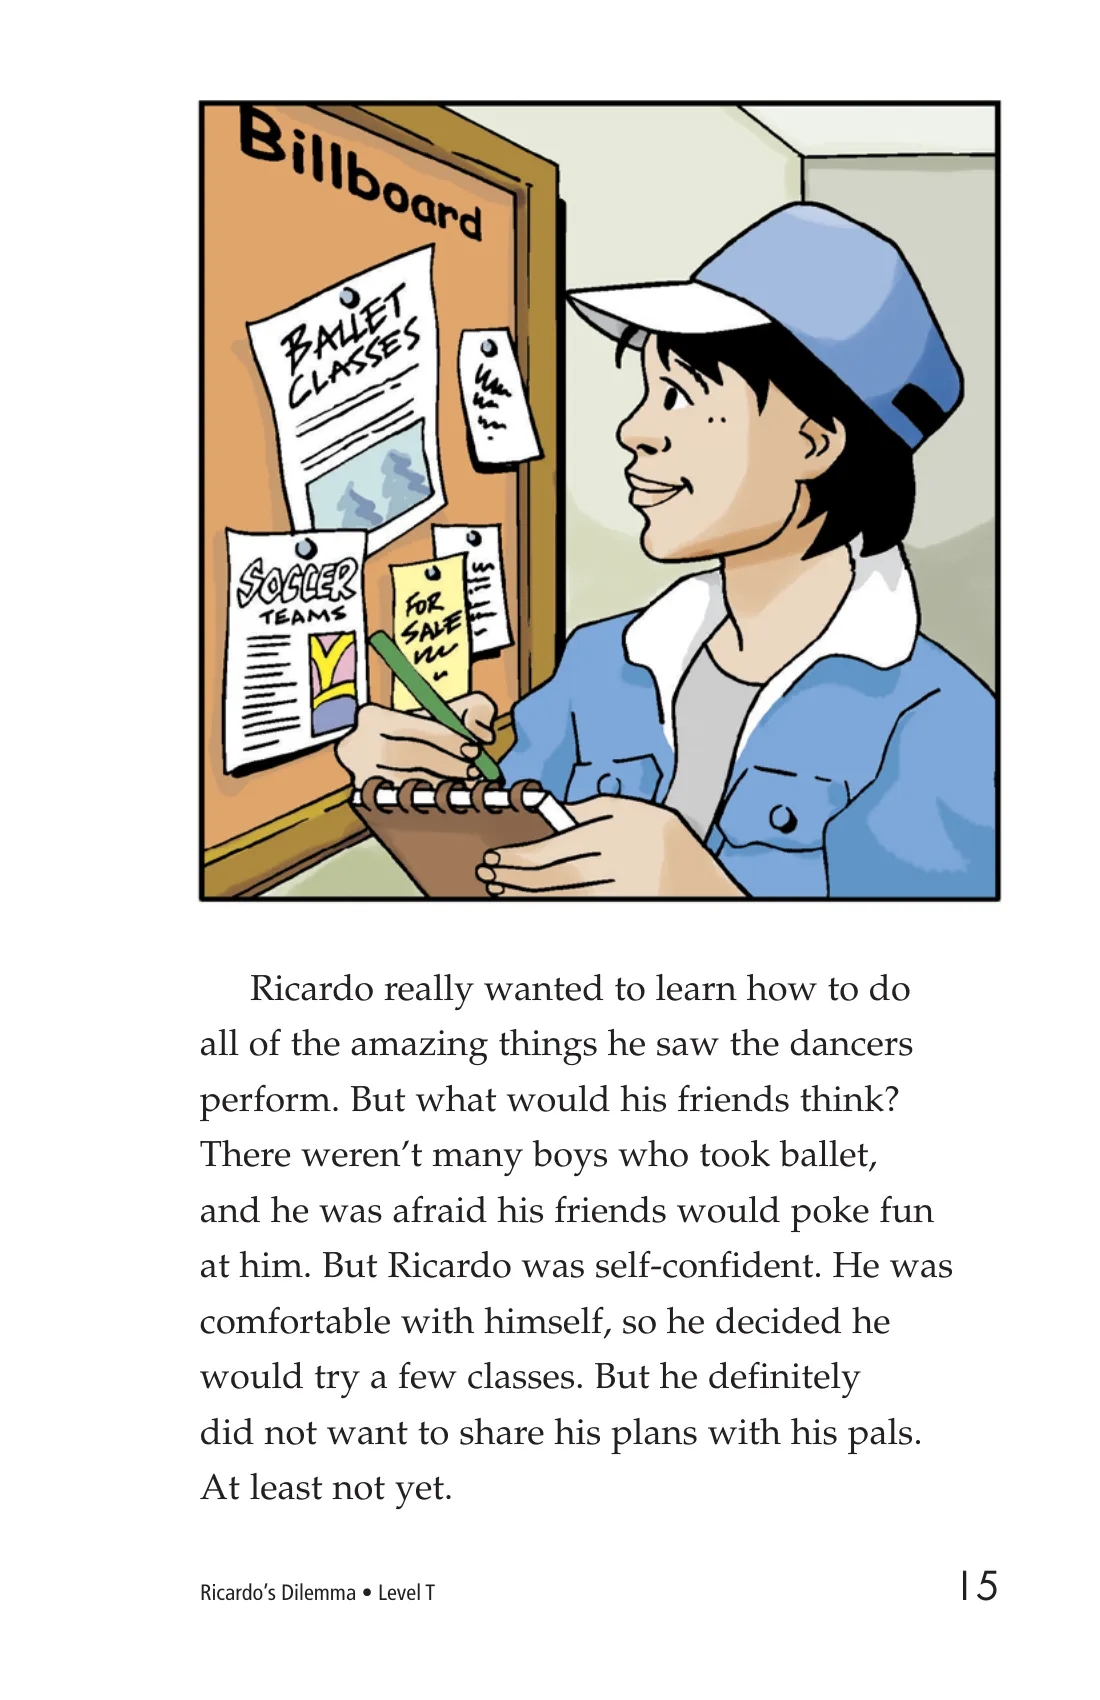 Billboard
BALLET
CLASSES
SOCCER
TEAMS
FOR
SALE
Ricardo really wanted to learn how to do
all of the amazing things he saw the dancers
perform. But what would his friends think?
There weren’t many boys who took ballet,
and he was afraid his friends would poke fun
at him. But Ricardo was self-confident. He was
comfortable with himself, so he decided he
would try a few classes. But he definitely
did not want to share his plans with his pals.
At least not yet.
Ricardo’s Dilemma • Level T
15